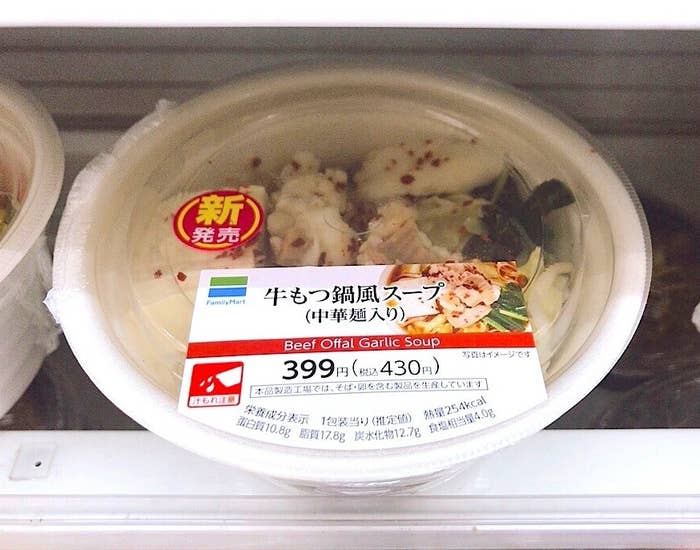 新
発売
FamilyMart
牛もつ鍋風スープ
(中華麺入り)
Beef Offal Garlic Soup
写真はイメージです
399円(税込430円)
本品製造工場では、そば・卵を含む製品を生産しています
汁もれ注意
栄養成分表示 1包装当り(推定値) 熱量254kcal
蛋白質10.8g 脂質17.8g 炭水化物12.7g 食塩相当量4.0g